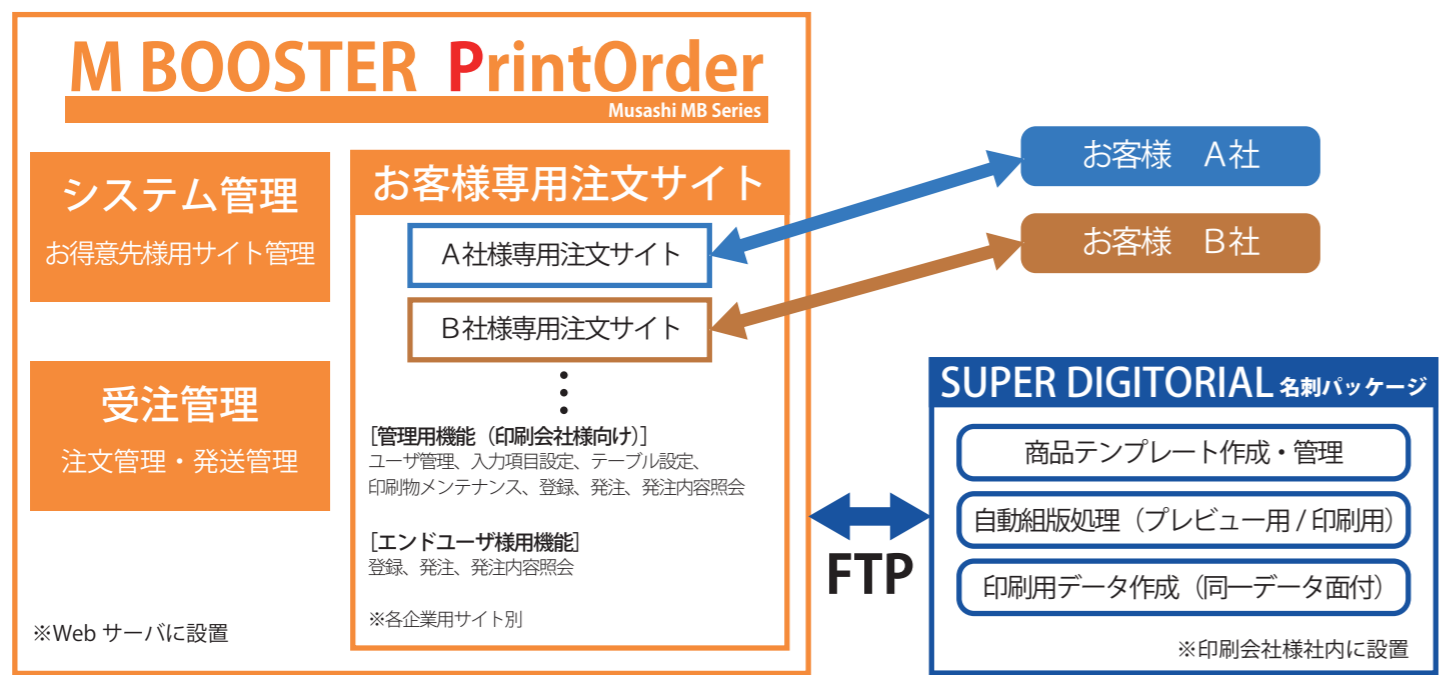 M BOOSTER PrintOrder
Musashi MB Series
システム管理
お得意先様用サイト管理
受注管理
注文管理・発送管理
※Web サーバに設置
お客様専用注文サイト
A社様専用注文サイト
B社様専用注文サイト
[管理用機能（印刷会社様向け）]
ユーザ管理、入力項目設定、テーブル設定、
印刷物メンテナンス、登録、発注、発注内容照会
[エンドユーザ様用機能]
登録、発注、発注内容照会
※各企業用サイト別
お客様　A社
お客様　B社
FTP
SUPER DIGITORIAL 名刺パッケージ
商品テンプレート作成・管理
自動組版処理（プレビュー用 / 印刷用）
印刷用データ作成（同一データ面付）
※印刷会社様社内に設置